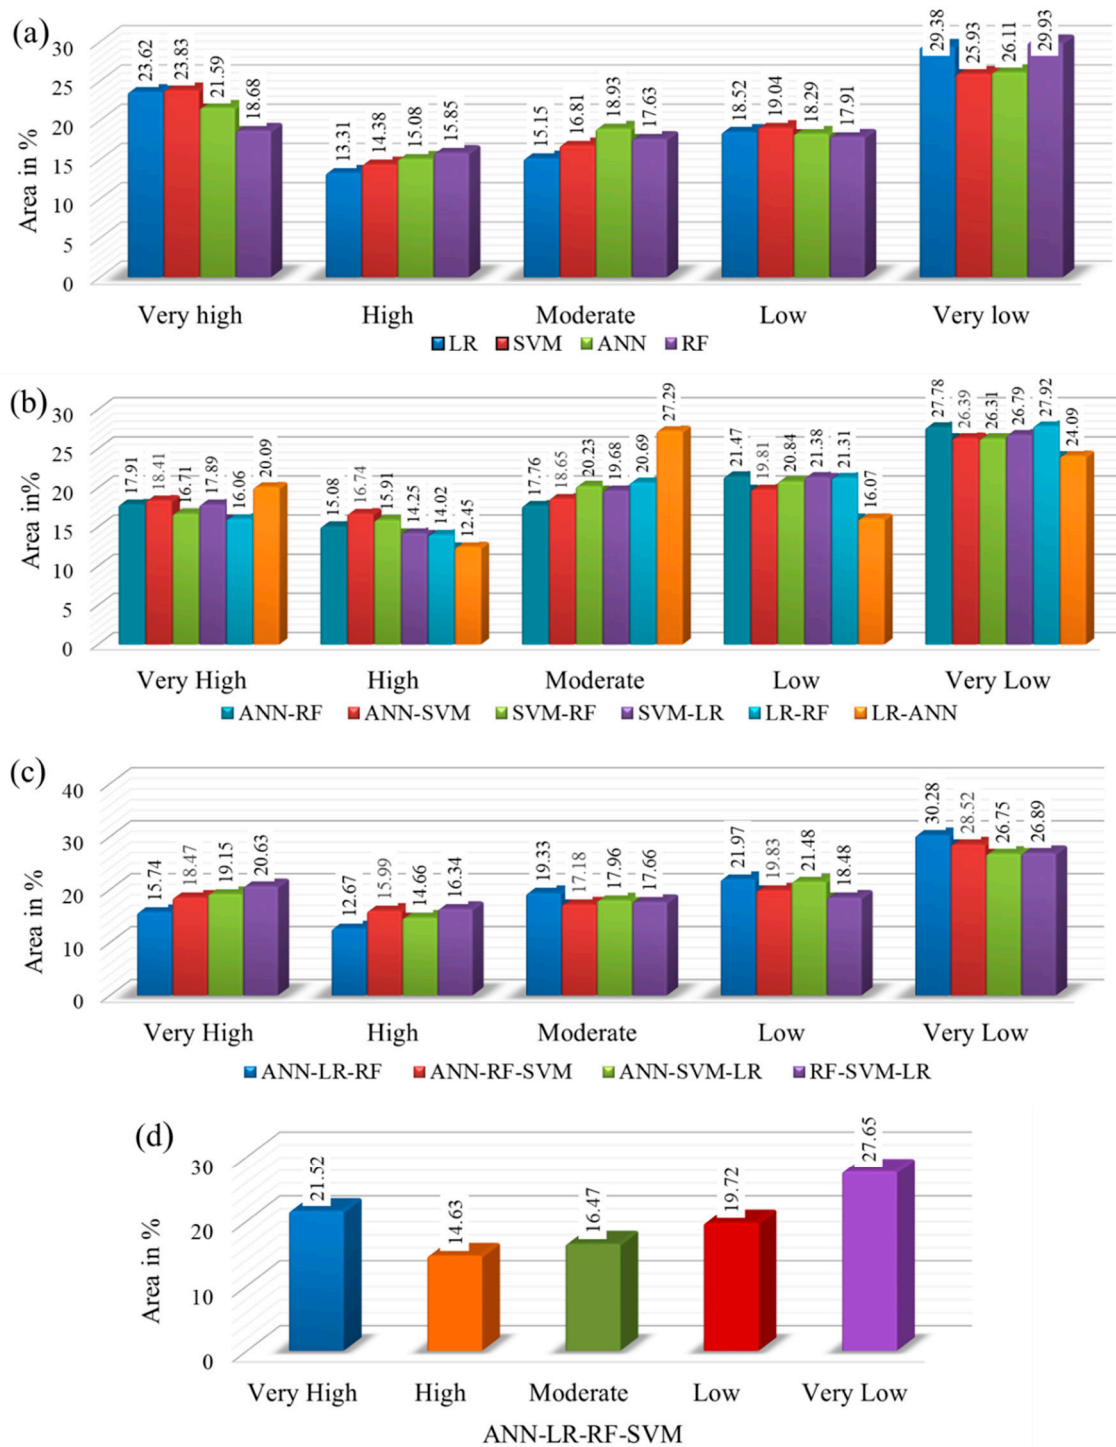 (a)
Area in %
30
25
20
15
10
5
0
23.62 23.83 21.59 18.68
13.31 14.38 15.08 15.85
15.15 16.81 18.93 17.63
18.52 19.04 18.29 17.91
29.38 25.93 26.11 29.93
Very high High Moderate Low Very low
LR SVM ANN RF
(b)
Area in%
30
25
20
15
10
5
0
17.91 18.41 16.71 17.89 16.06 20.09
15.08 16.74 15.91 14.25 14.02 12.45
17.76 18.65 20.23 19.68 20.69 27.29
21.47 19.81 20.84 21.38 21.31 16.07
27.78 26.39 26.31 26.79 27.92 24.09
Very High High Moderate Low Very Low
ANN-RF ANN-SVM SVM-RF SVM-LR LR-RF LR-ANN
(c)
Area in %
40
30
20
10
0
15.74 18.47 19.15 20.63
12.67 15.99 14.66 16.34
19.33 17.18 17.96 17.66
21.97 19.83 21.48 18.48
30.28 28.52 26.75 26.89
Very High High Moderate Low Very Low
ANN-LR-RF ANN-RF-SVM ANN-SVM-LR RF-SVM-LR
(d)
Area in %
30
20
10
0
21.52 14.63 16.47 19.72 27.65
Very High High Moderate Low Very Low
ANN-LR-RF-SVM